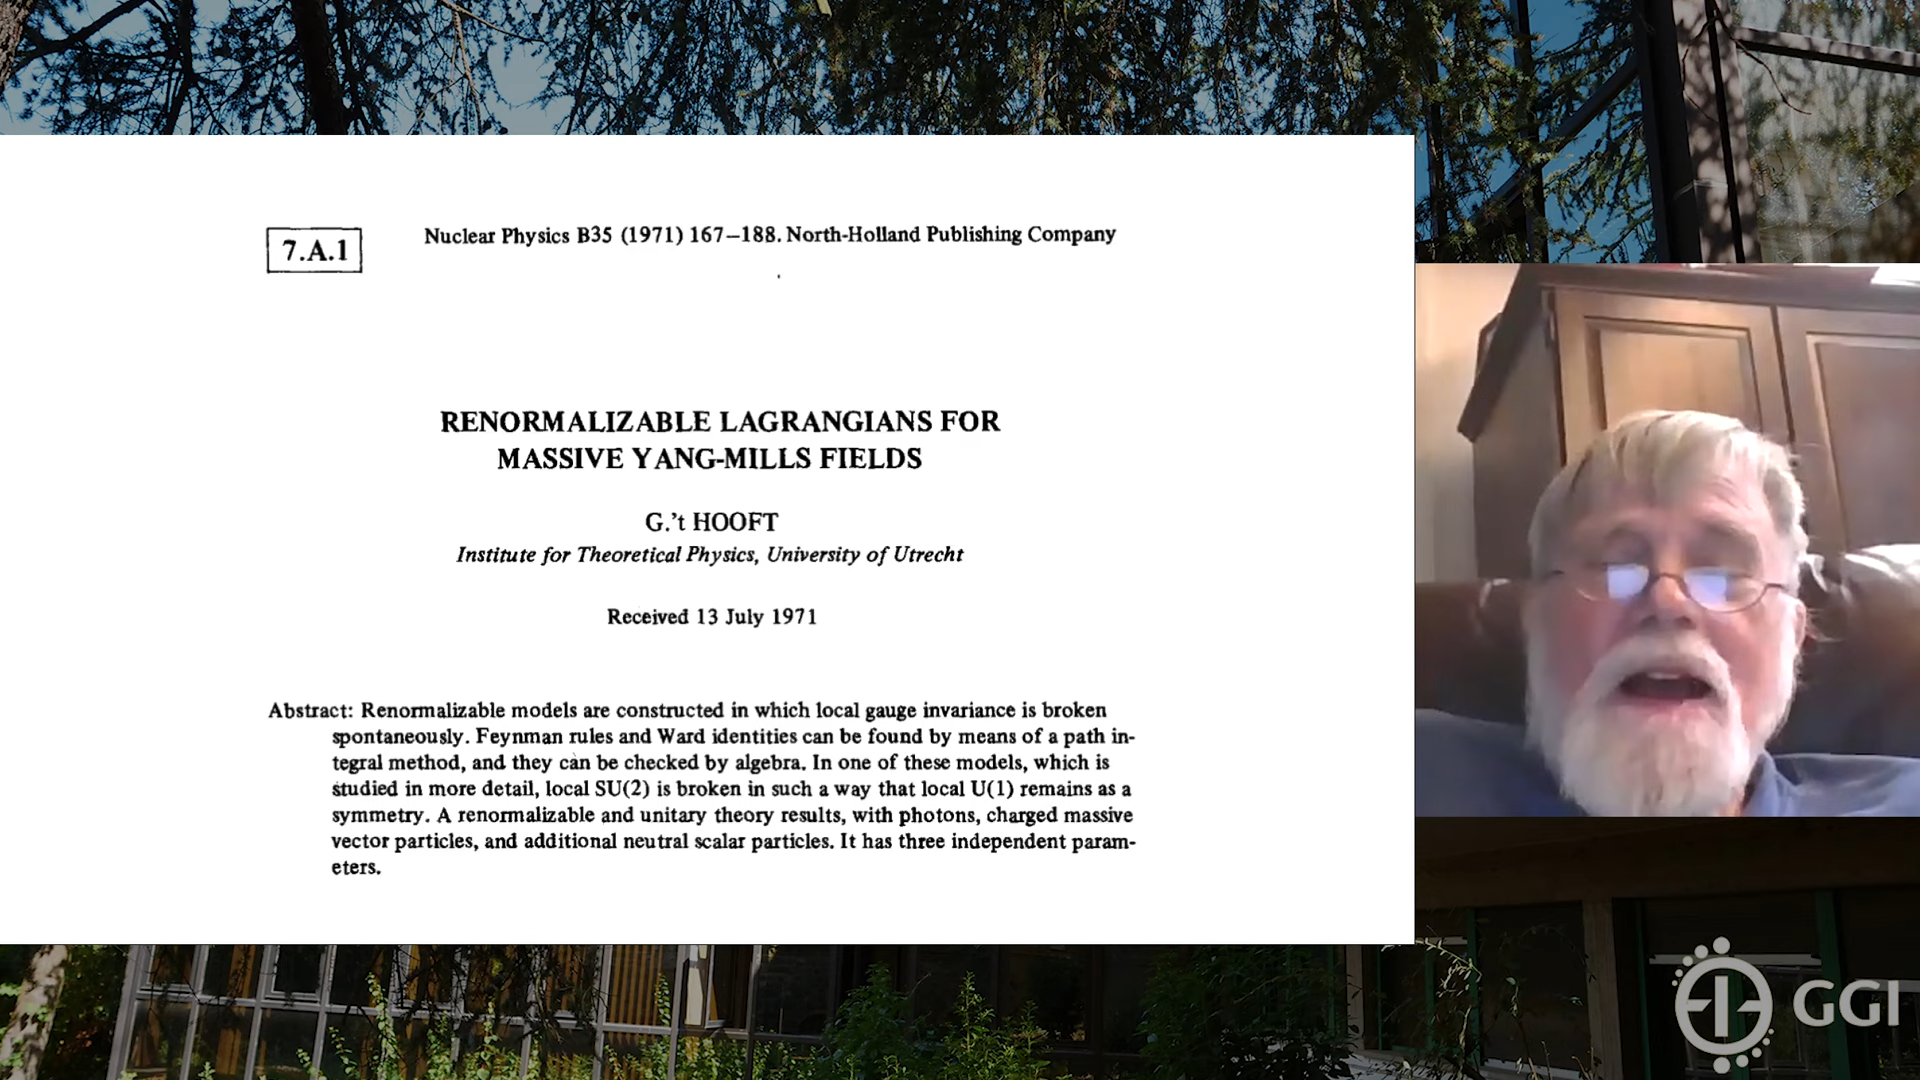 7.A.1
Nuclear Physics B35 (1971) 167–188. North-Holland Publishing Company
RENORMALIZABLE LAGRANGIANS FOR
MASSIVE YANG-MILLS FIELDS
G.'t HOOFT
Institute for Theoretical Physics, University of Utrecht
Received 13 July 1971
Abstract: Renormalizable models are constructed in which local gauge invariance is broken
spontaneously. Feynman rules and Ward identities can be found by means of a path in-
tegral method, and they can be checked by algebra. In one of these models, which is
studied in more detail, local SU(2) is broken in such a way that local U(1) remains as a
symmetry. A renormalizable and unitary theory results, with photons, charged massive
vector particles, and additional neutral scalar particles. It has three independent param-
eters.
GGI